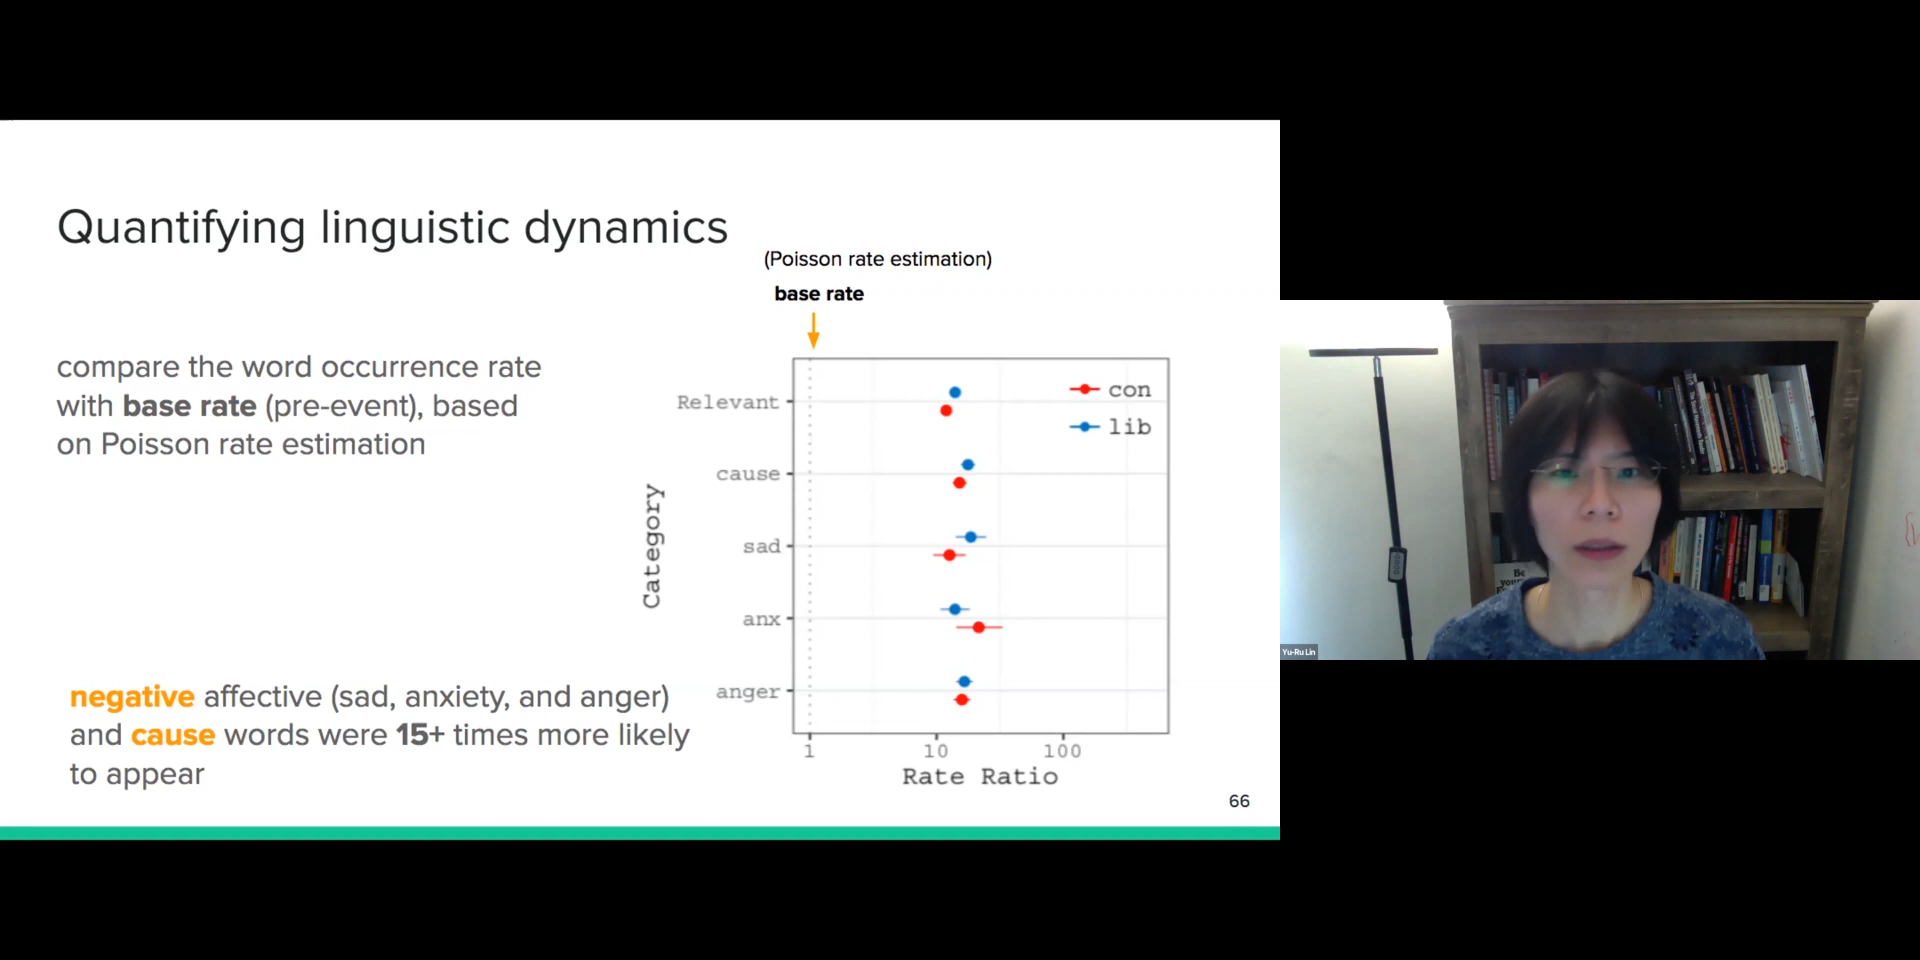 Quantifying linguistic dynamics
(Poisson rate estimation)
base rate
compare the word occurrence rate
with base rate (pre-event), based
on Poisson rate estimation
negative affective (sad, anxiety, and anger)
and cause words were 15+ times more likely
to appear
Category
Relevant
cause
sad
anx
anger
con
lib
1 10 100
Rate Ratio
66
Yu-Ru Lin
Be